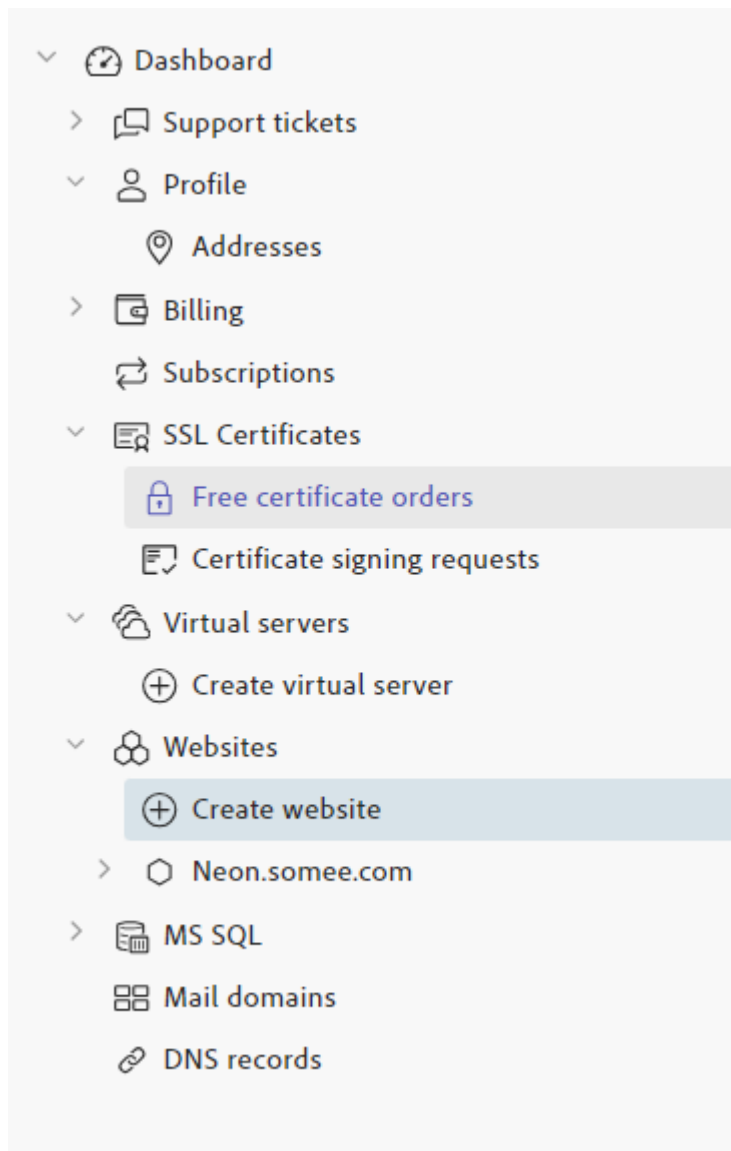 Dashboard
Support tickets
Profile
Addresses
Billing
Subscriptions
SSL Certificates
Free certificate orders
Certificate signing requests
Virtual servers
Create virtual server
Websites
Create website
Neon.somee.com
MS SQL
Mail domains
DNS records